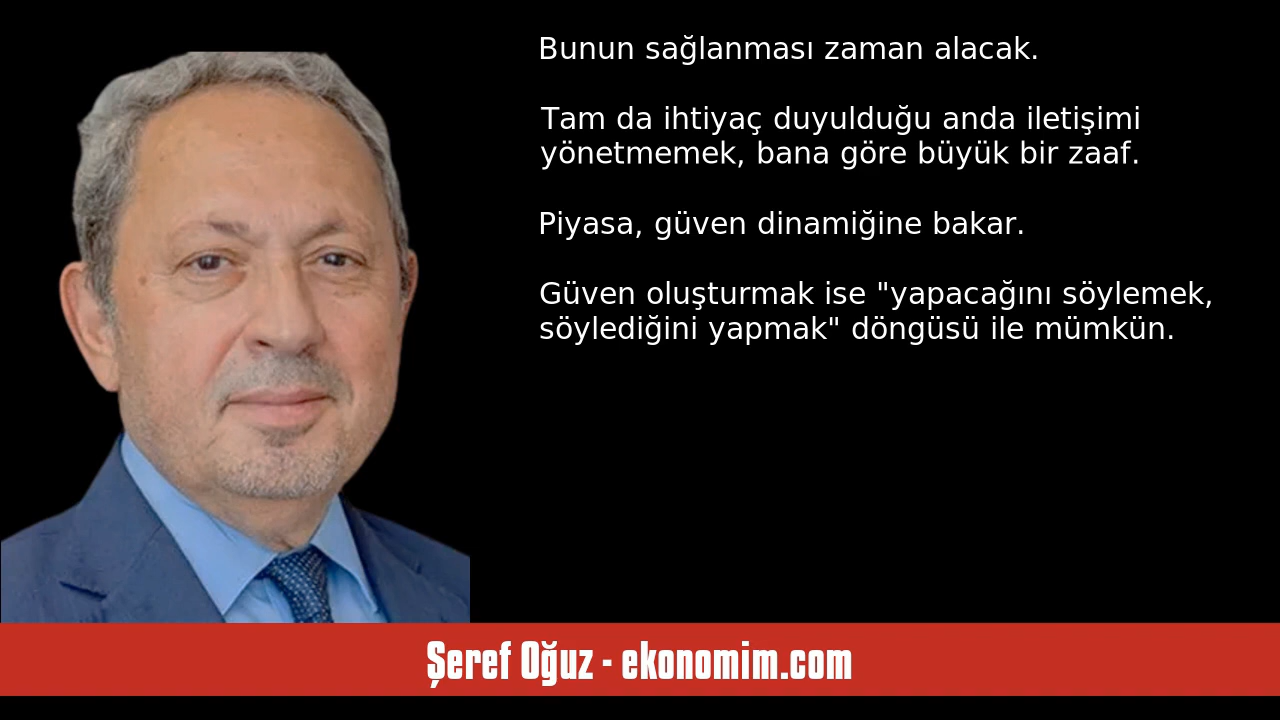 Bunun sağlanması zaman alacak.
Tam da ihtiyaç duyulduğu anda iletişimi
yönetmemek, bana göre büyük bir zaaf.
Piyasa, güven dinamiğine bakar.
Güven oluşturmak ise "yapacağını söylemek,
söylediğini yapmak" döngüsü ile mümkün.
Şeref Oğuz - ekonomim.com